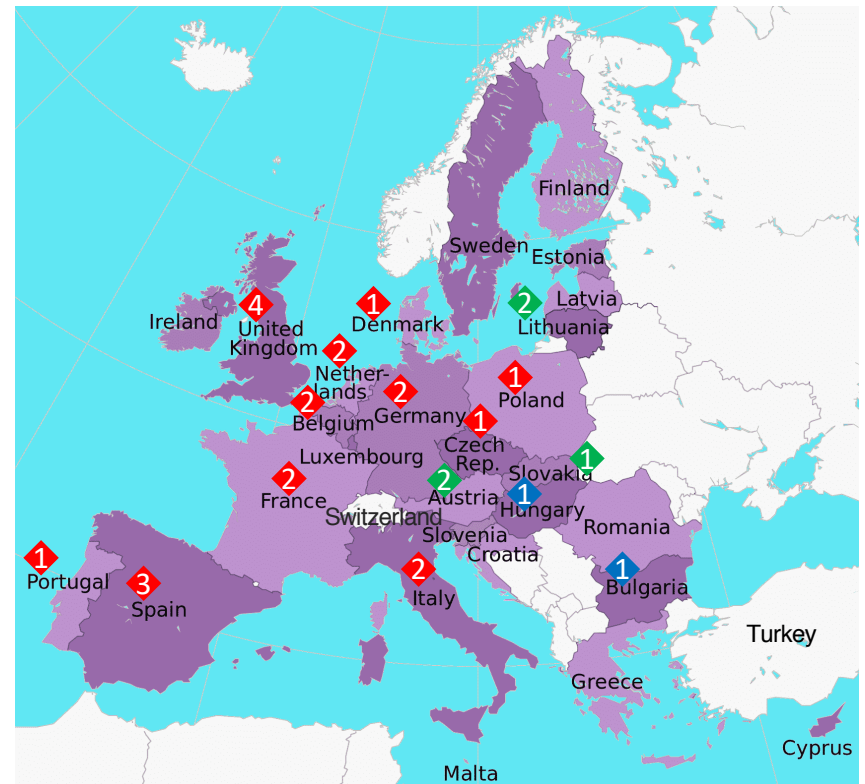 Finland
Sweden
Estonia
Latvia
2
Lithuania
4
1
Ireland
United
Kingdom
Denmark
2
Nether-
lands
1
Poland
2
2
Germany
Belgium
1
Czech
Rep.
Luxembourg
1
Slovakia
2
France
2
Austria
1
Hungary
Switzerland
Romania
Slovenia
Croatia
1
Portugal
3
Spain
2
Italy
1
Bulgaria
Turkey
Greece
Cyprus
Malta